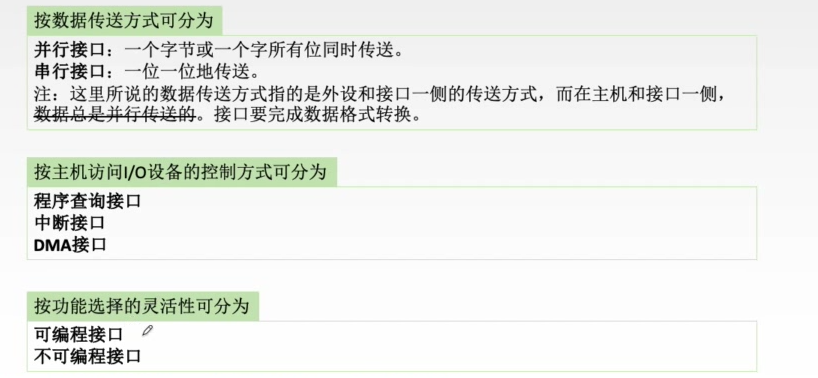 按数据传送方式可分为
并行接口：一个字节或一个字所有位同时传送。
串行接口：一位一位地传送。
注：这里所说的数据传送方式指的是外设和接口一侧的传送方式，而在主机和接口一侧，
数据总是并行传送的。接口要完成数据格式转换。
按主机访问I/O设备的控制方式可分为
程序查询接口
中断接口
DMA接口
按功能选择的灵活性可分为
可编程接口
不可编程接口